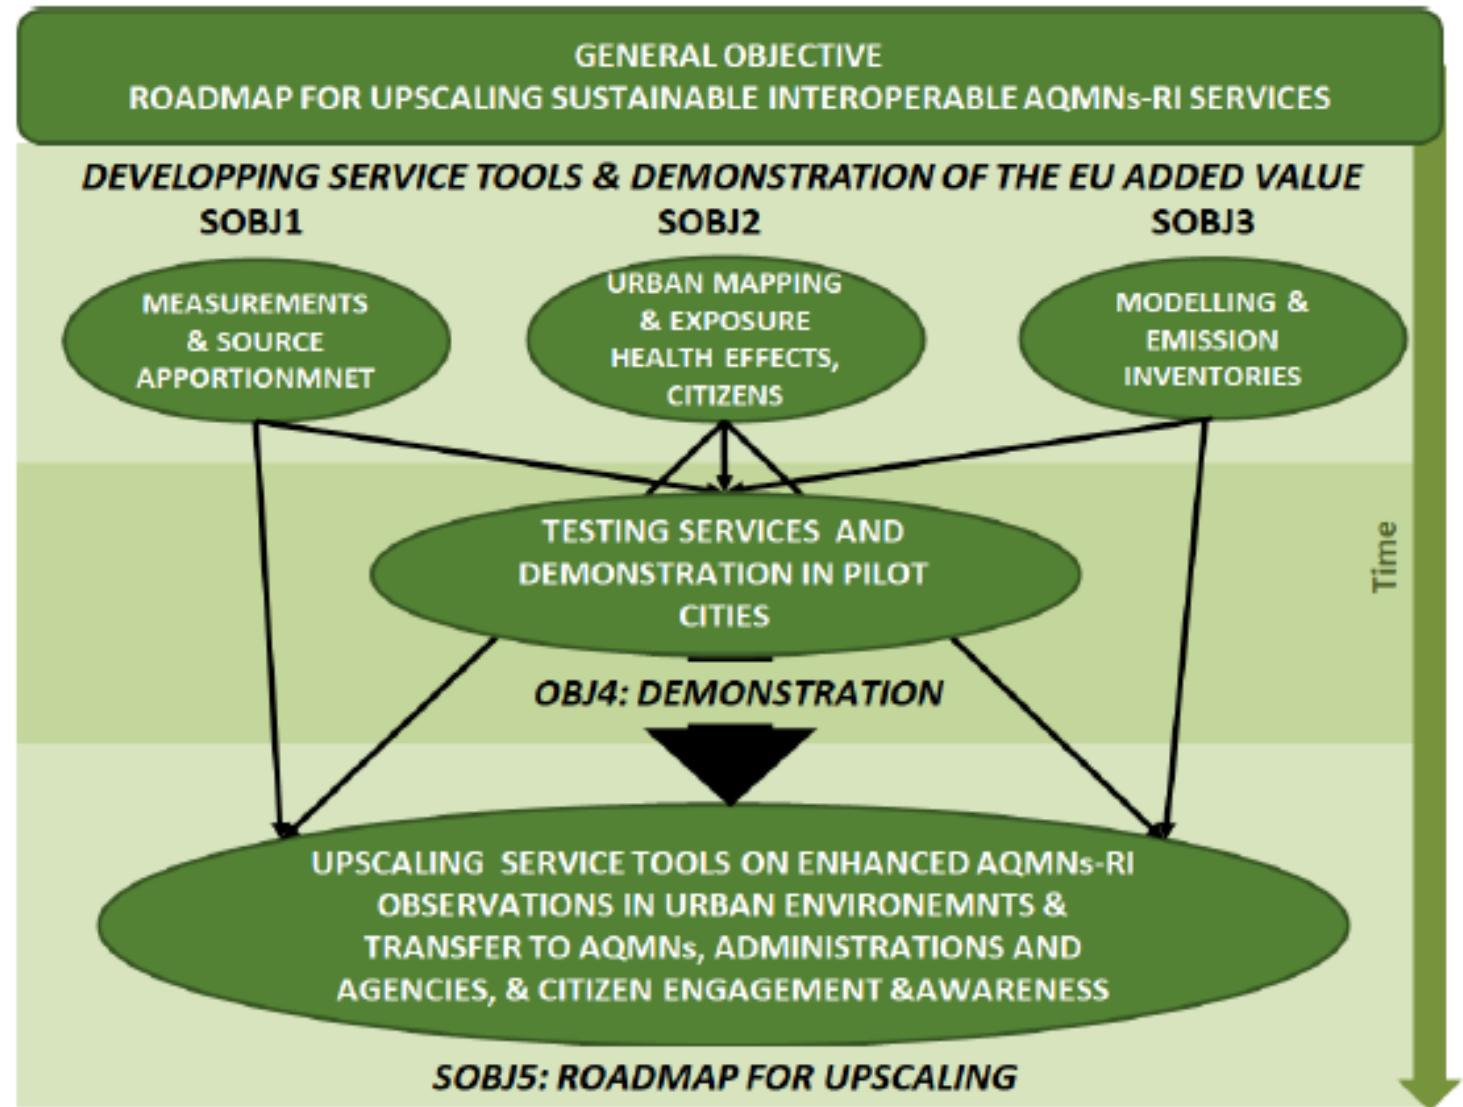 GENERAL OBJECTIVE
ROADMAP FOR UPSCALING SUSTAINABLE INTEROPERABLE AQMNs-RI SERVICES
DEVELOPPING SERVICE TOOLS & DEMONSTRATION OF THE EU ADDED VALUE
SOBJ1
MEASUREMENTS
& SOURCE
APPORTIONMNET
SOBJ2
URBAN MAPPING
& EXPOSURE
HEALTH EFFECTS,
CITIZENS
SOBJ3
MODELLING &
EMISSION
INVENTORIES
TESTING SERVICES AND
DEMONSTRATION IN PILOT
CITIES
Time
OBJ4: DEMONSTRATION
UPSCALING SERVICE TOOLS ON ENHANCED AQMNs-RI
OBSERVATIONS IN URBAN ENVIRONEMNTS &
TRANSFER TO AQMNs, ADMINISTRATIONS AND
AGENCIES, & CITIZEN ENGAGEMENT &AWARENESS
SOBJ5: ROADMAP FOR UPSCALING